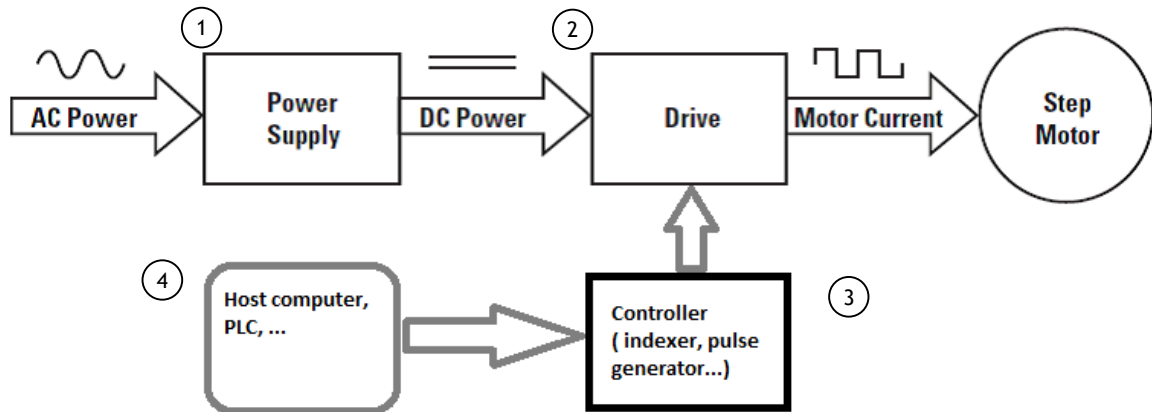 1
2
AC Power
Power
Supply
DC Power
Drive
Motor Current
Step
Motor
4
Host computer,
PLC, ...
3
Controller
( indexer, pulse
generator...)